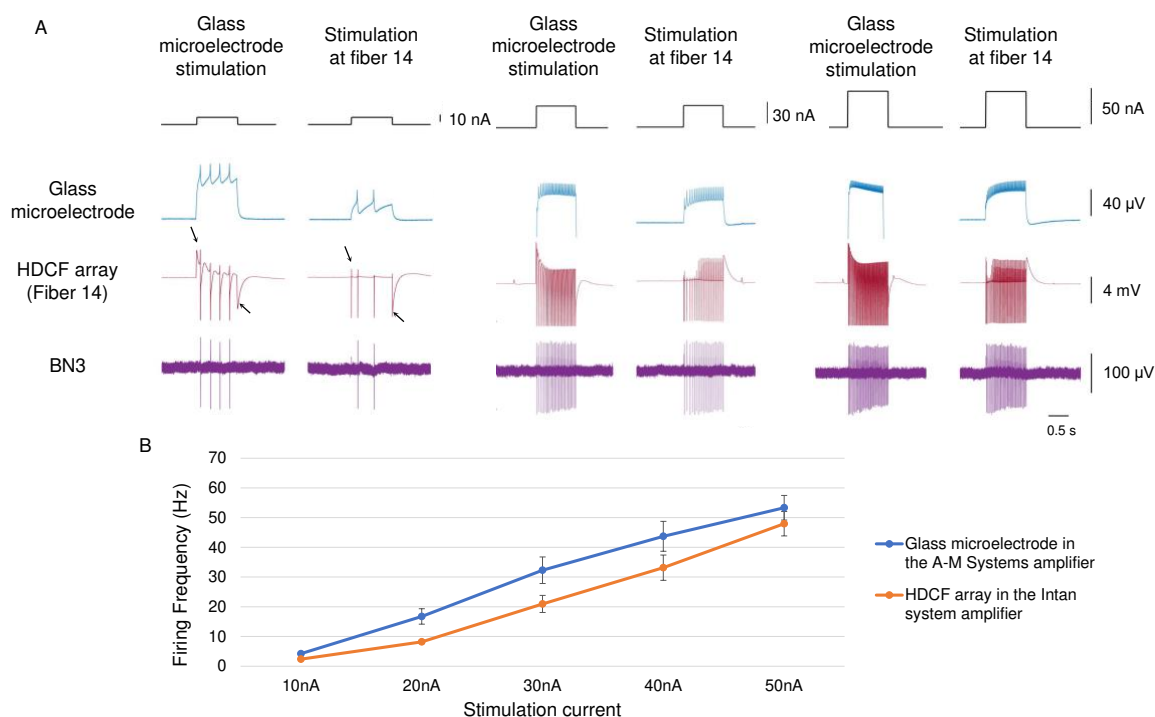 A
Glass
microelectrode
stimulation
Stimulation
at fiber 14
Glass
microelectrode
stimulation
Stimulation
at fiber 14
Glass
microelectrode
stimulation
Stimulation
at fiber 14
10 nA
30 nA
50 nA
Glass
microelectrode
40 µV
HDCF array
(Fiber 14)
4 mV
BN3
100 µV
0.5 s
B
Firing Frequency (Hz)
70
60
50
40
30
20
10
0
10nA
20nA
30nA
40nA
50nA
Stimulation current
Glass microelectrode in
the A-M Systems amplifier
HDCF array in the Intan
system amplifier